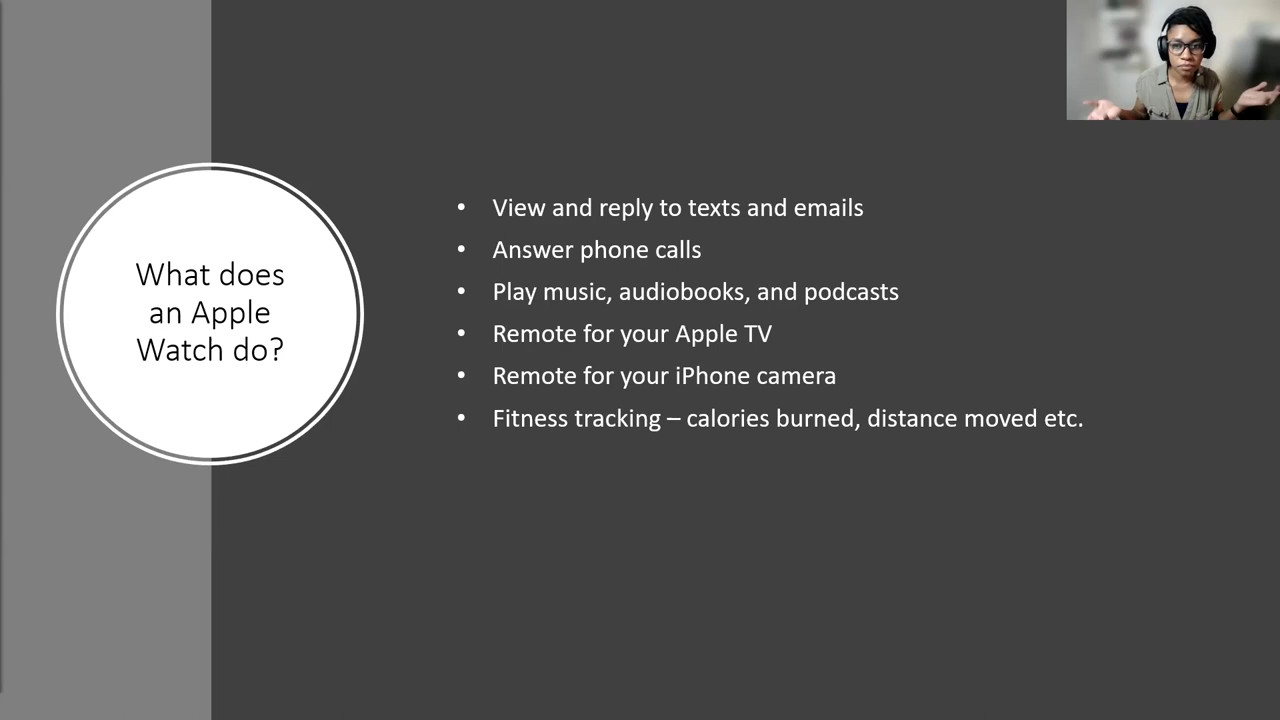 What does
an Apple
Watch do?
• View and reply to texts and emails
• Answer phone calls
• Play music, audiobooks, and podcasts
• Remote for your Apple TV
• Remote for your iPhone camera
• Fitness tracking – calories burned, distance moved etc.